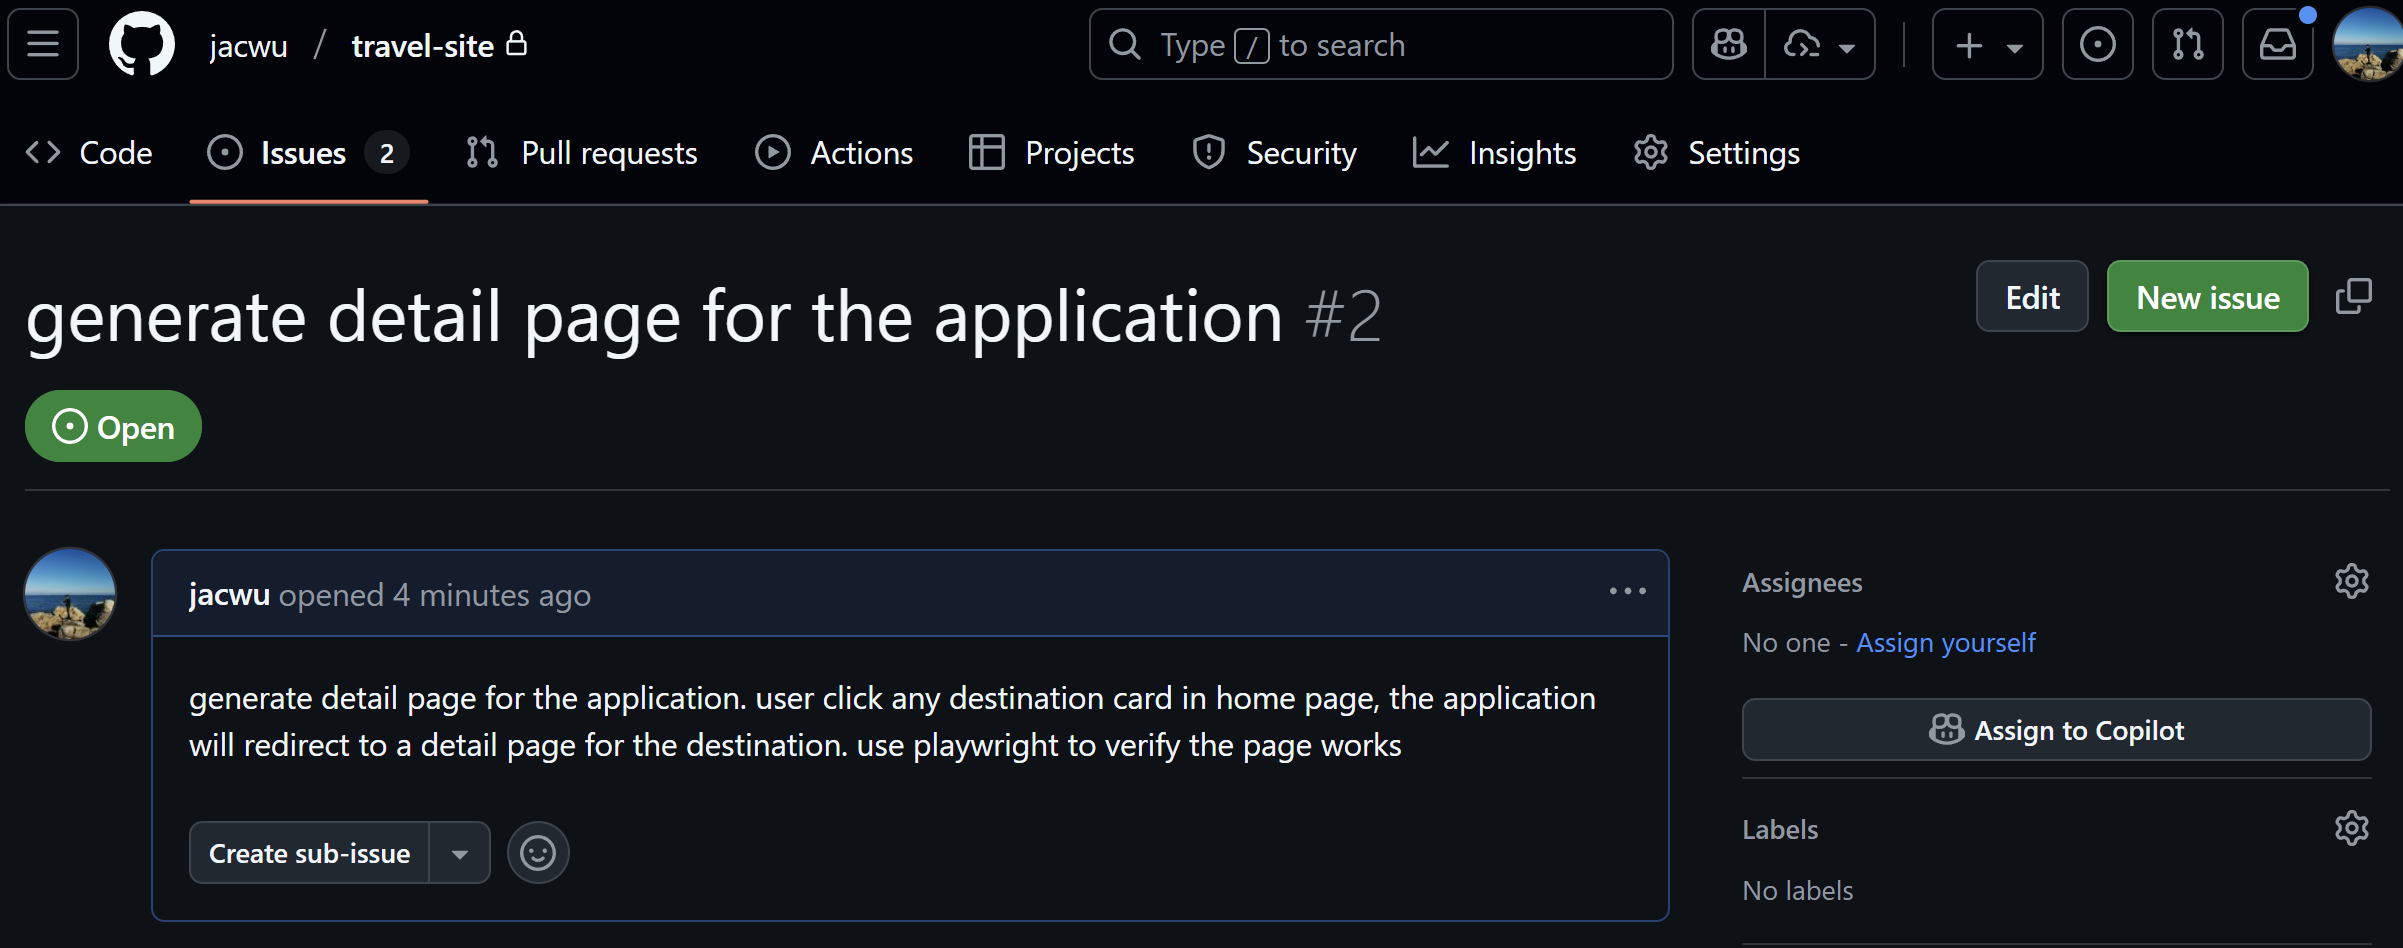 jacwu / travel-site
Type / to search
Code
Issues 2
Pull requests
Actions
Projects
Security
Insights
Settings
generate detail page for the application #2
Edit
New issue
Open
jacwu opened 4 minutes ago
generate detail page for the application. user click any destination card in home page, the application
will redirect to a detail page for the destination. use playwright to verify the page works
Create sub-issue
Assignees
No one - Assign yourself
Assign to Copilot
Labels
No labels